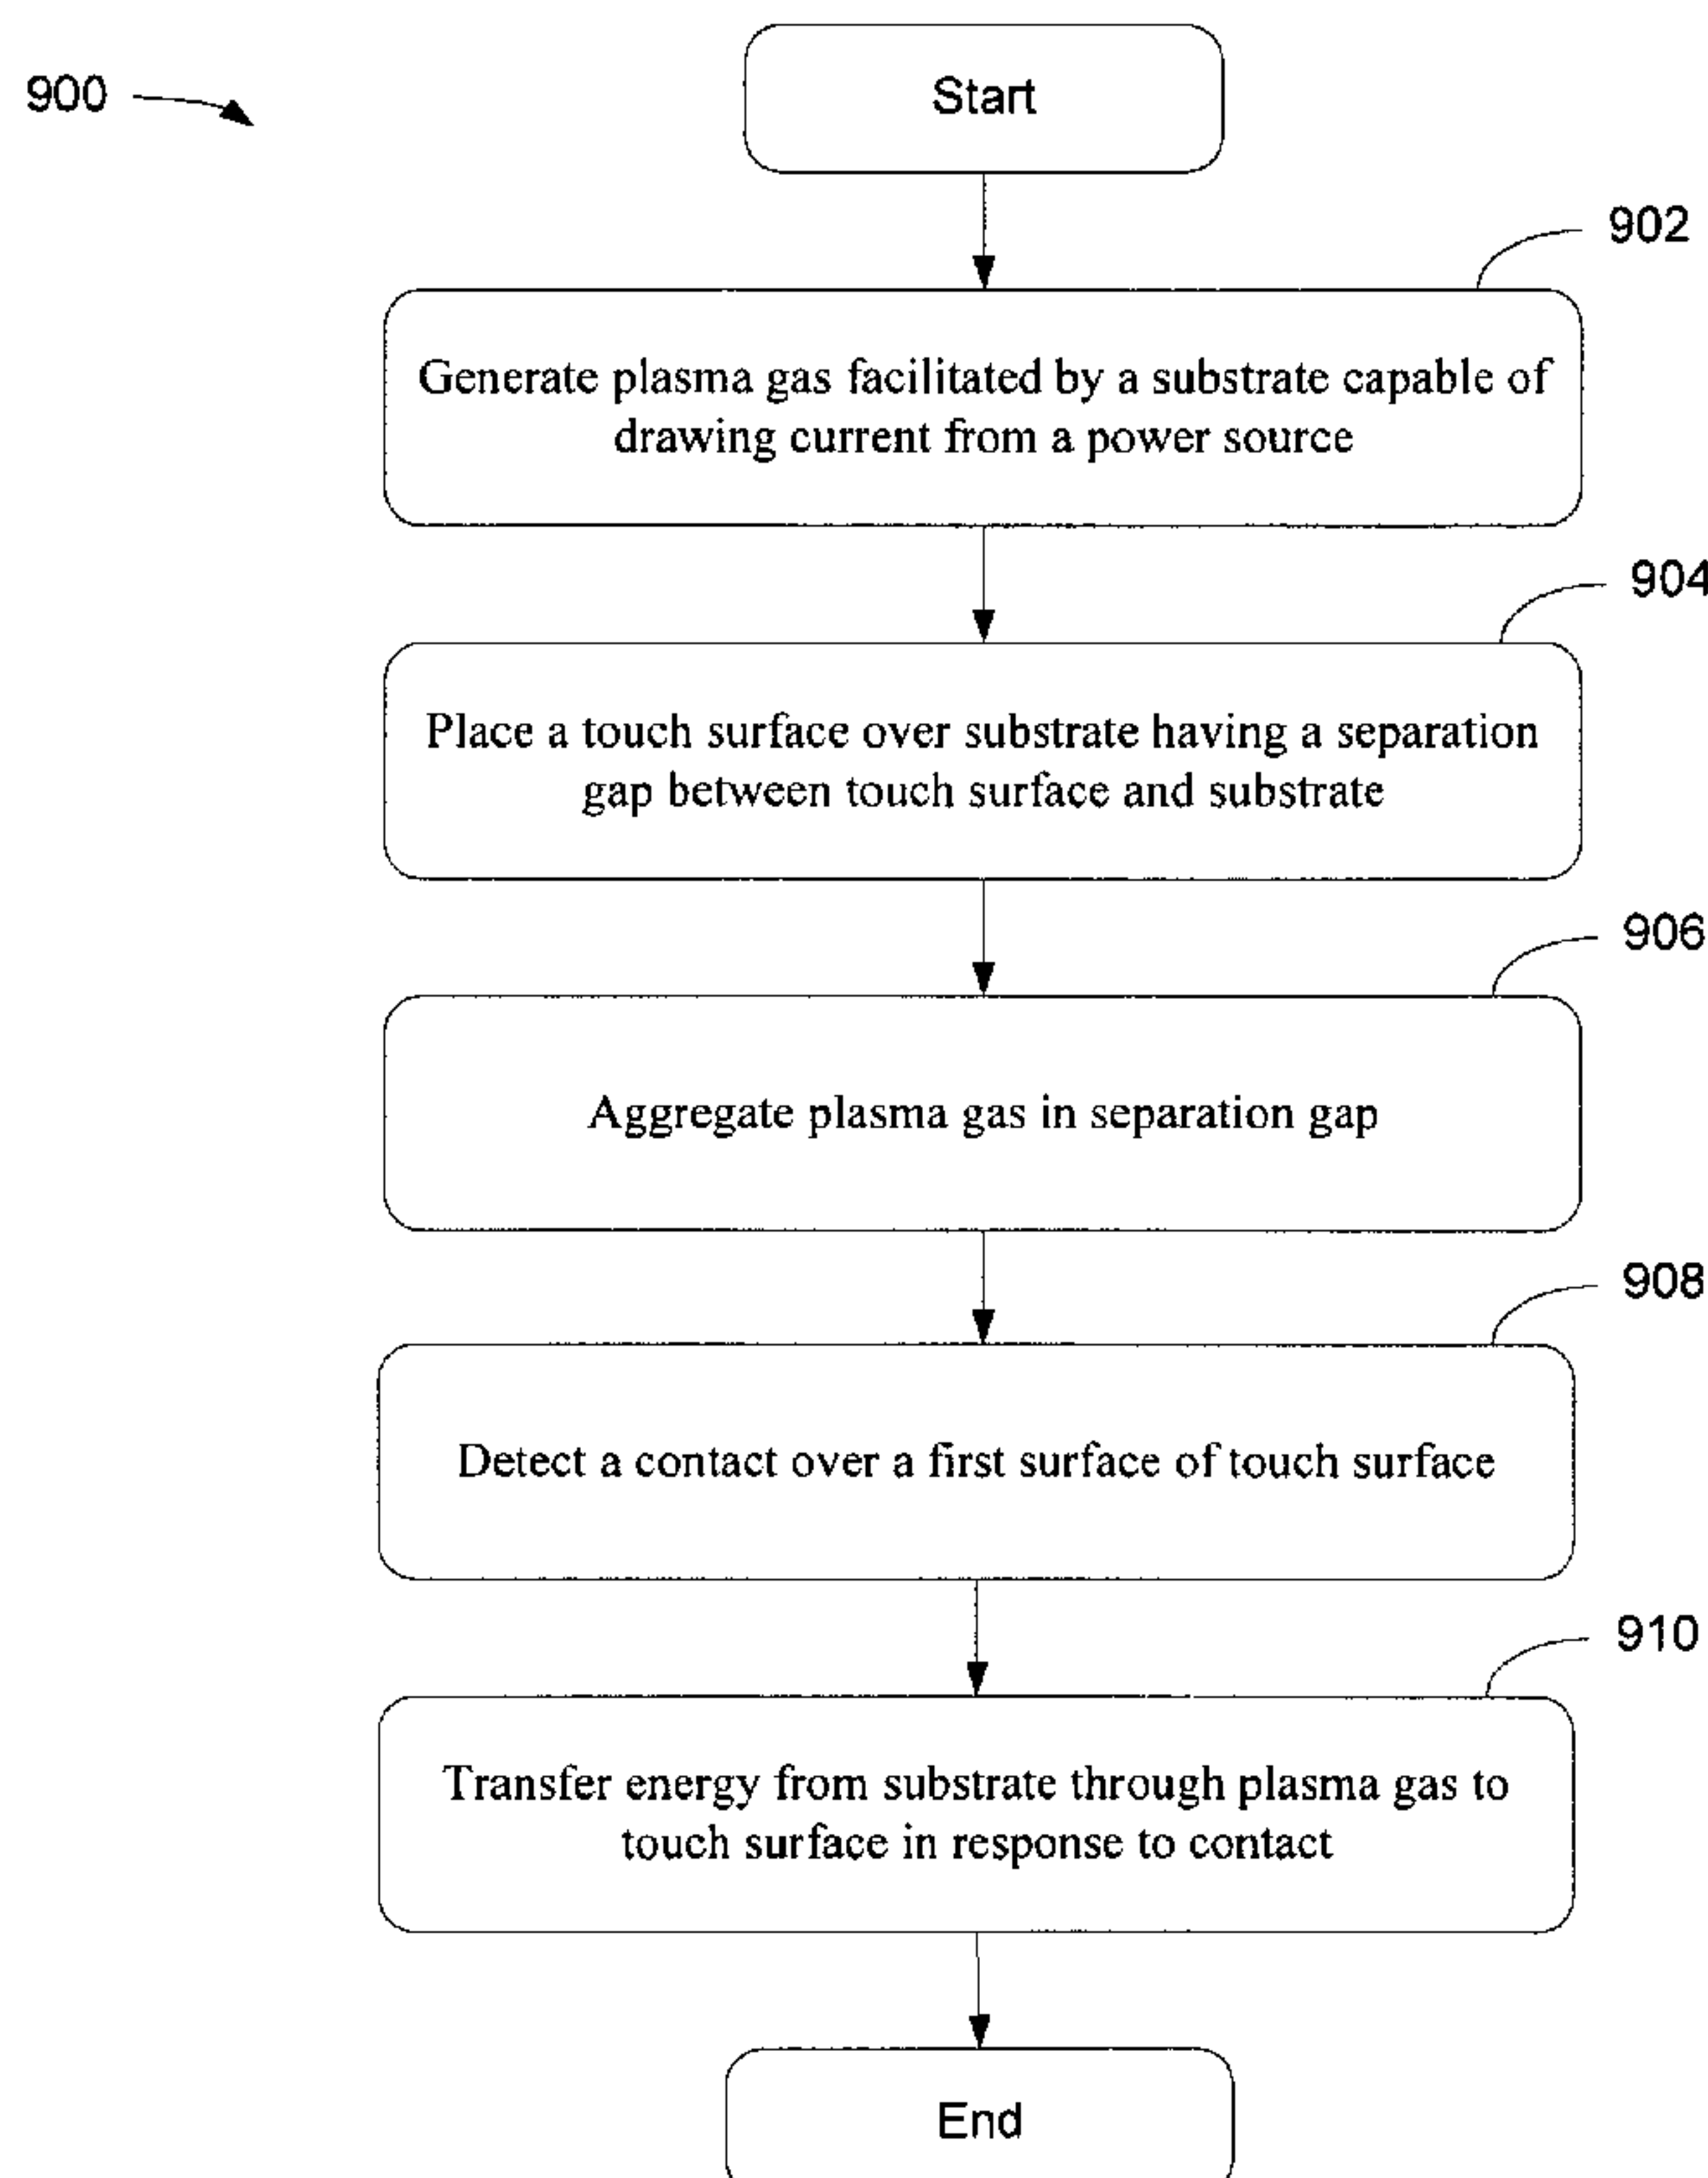 900
Start
902
Generate plasma gas facilitated by a substrate capable of
drawing current from a power source
904
Place a touch surface over substrate having a separation
gap between touch surface and substrate
906
Aggregate plasma gas in separation gap
908
Detect a contact over a first surface of touch surface
910
Transfer energy from substrate through plasma gas to
touch surface in response to contact
End